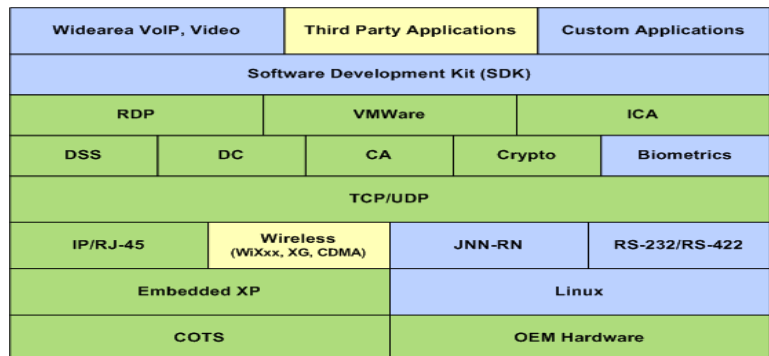 Widearea VoIP, Video
Third Party Applications
Custom Applications
Software Development Kit (SDK)
RDP
VMWare
ICA
DSS
DC
CA
Crypto
Biometrics
TCP/UDP
IP/RJ-45
Wireless
(WiXxx, XG, CDMA)
JNN-RN
RS-232/RS-422
Embedded XP
Linux
COTS
OEM Hardware